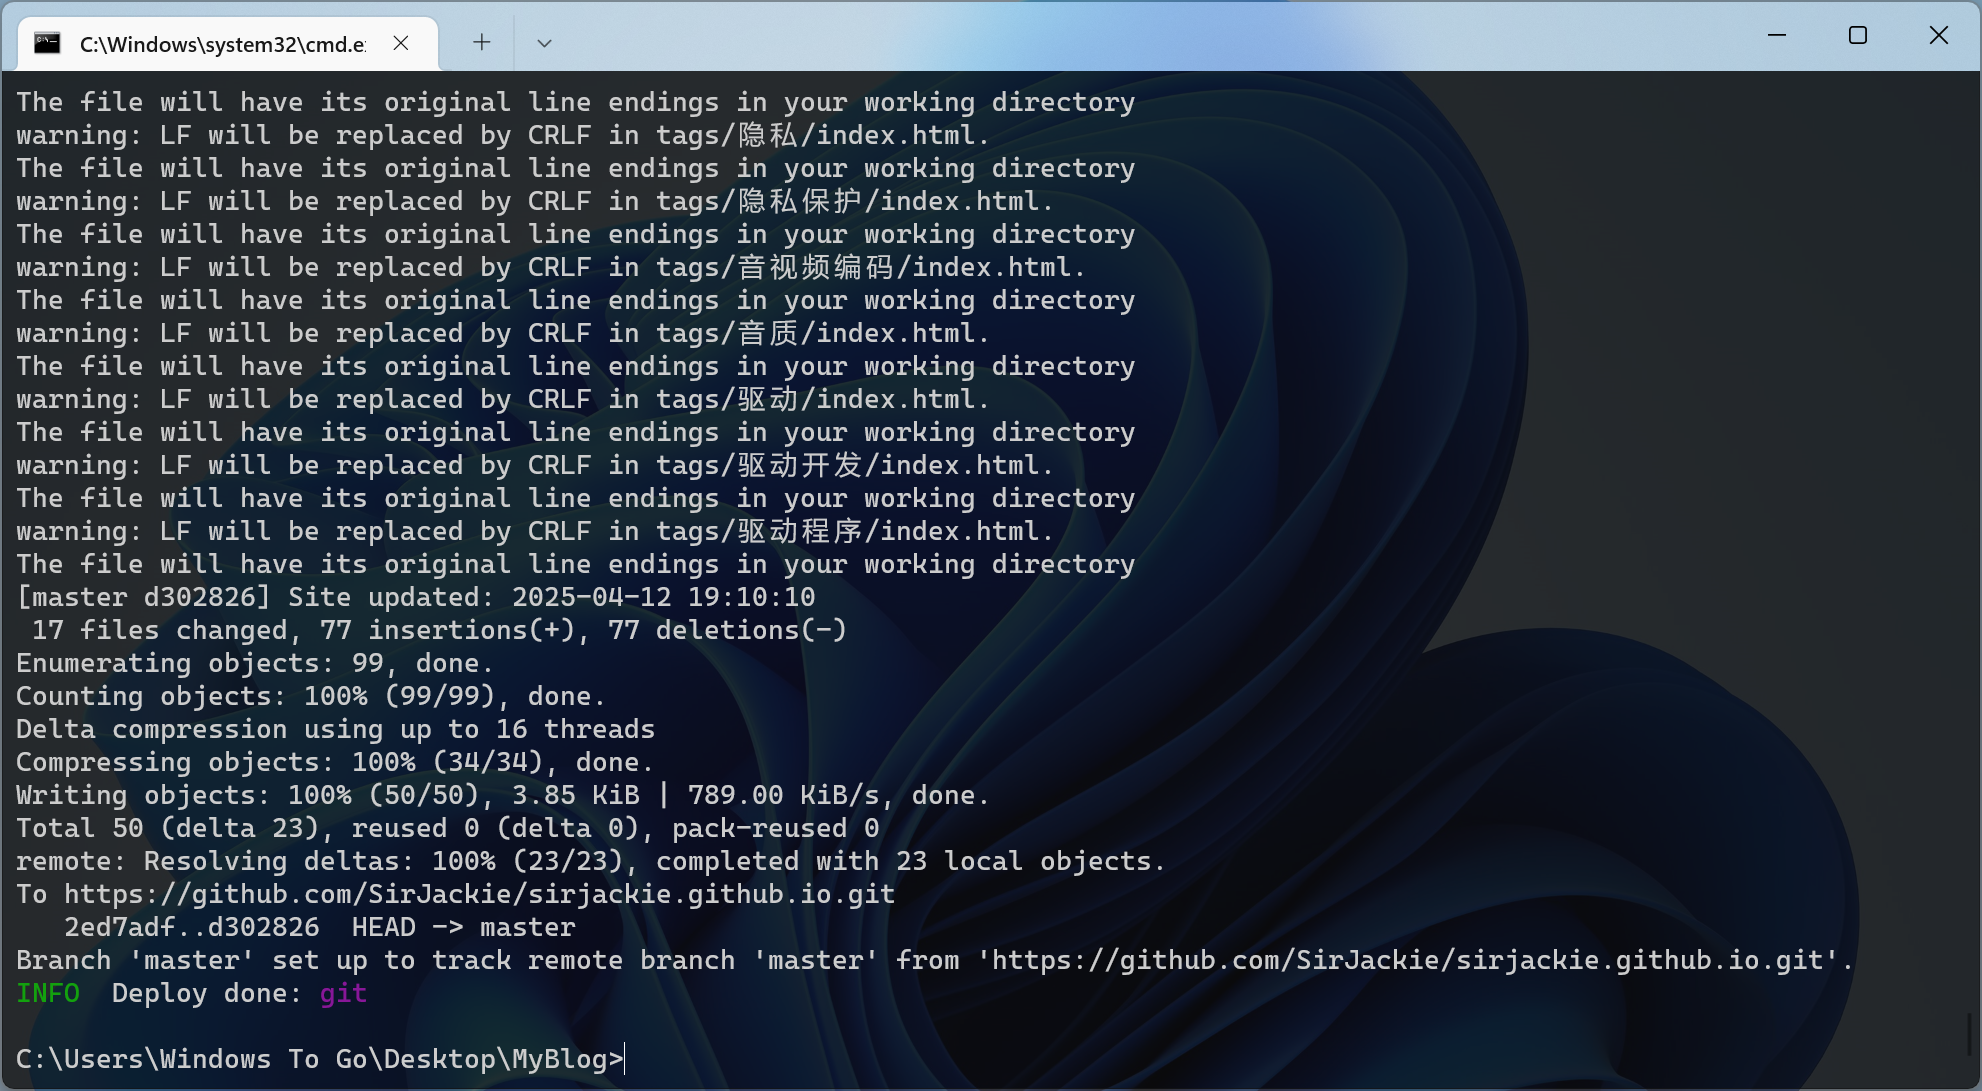 C:\Windows\system32\cmd.e
The file will have its original line endings in your working directory
warning: LF will be replaced by CRLF in tags/隐私/index.html.
The file will have its original line endings in your working directory
warning: LF will be replaced by CRLF in tags/隐私保护/index.html.
The file will have its original line endings in your working directory
warning: LF will be replaced by CRLF in tags/音视频编码/index.html.
The file will have its original line endings in your working directory
warning: LF will be replaced by CRLF in tags/音质/index.html.
The file will have its original line endings in your working directory
warning: LF will be replaced by CRLF in tags/驱动/index.html.
The file will have its original line endings in your working directory
warning: LF will be replaced by CRLF in tags/驱动开发/index.html.
The file will have its original line endings in your working directory
warning: LF will be replaced by CRLF in tags/驱动程序/index.html.
The file will have its original line endings in your working directory
[master d302826] Site updated: 2025-04-12 19:10:10
 17 files changed, 77 insertions(+), 77 deletions(-)
Enumerating objects: 99, done.
Counting objects: 100% (99/99), done.
Delta compression using up to 16 threads
Compressing objects: 100% (34/34), done.
Writing objects: 100% (50/50), 3.85 KiB | 789.00 KiB/s, done.
Total 50 (delta 23), reused 0 (delta 0), pack-reused 0
remote: Resolving deltas: 100% (23/23), completed with 23 local objects.
To https://github.com/SirJackie/sirjackie.github.io.git
   2ed7adf..d302826  HEAD -> master
Branch 'master' set up to track remote branch 'master' from 'https://github.com/SirJackie/sirjackie.github.io.git'.
INFO  Deploy done: git
C:\Users\Windows To Go\Desktop\MyBlog>